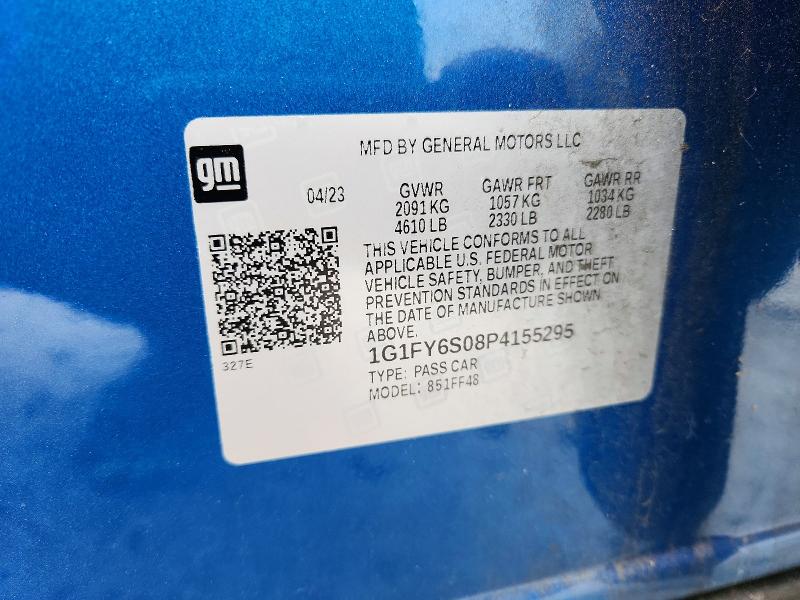 MFD BY GENERAL MOTORS LLC
gm
04/23 GVWR GAWR FRT GAWR RR
2091 KG 1057 KG 1034 KG
4610 LB 2330 LB 2280 LB
THIS VEHICLE CONFORMS TO ALL
APPLICABLE U.S. FEDERAL MOTOR
VEHICLE SAFETY, BUMPER, AND THEFT
PREVENTION STANDARDS IN EFFECT ON
THE DATE OF MANUFACTURE SHOWN
ABOVE.
1G1FY6S08P4155295
327E
TYPE: PASS CAR
MODEL: 851FF48